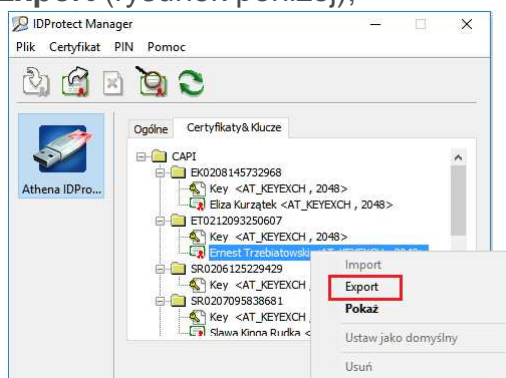 Export (rysunek poniżej),
IDProtect Manager
Plik Certyfikat PIN Pomoc
Ogólne Certyfikaty& Klucze
Athena IDPro...
CAPI
EK0208145732968
Key <AT_KEYEXCH , 2048>
Eliza Kurzątek <AT_KEYEXCH , 2048>
ET0212093250607
Key <AT_KEYEXCH , 2048>
Ernest Trzebiatowski <AT_KEYEXCH , 2048>
SR0206125229429
Key <AT_KEYEXCH ,
SR0207095838681
Key <AT_KEYEXCH ,
Slawa Kinga Rudka <
Import
Export
Pokaż
Ustaw jako domyślny
Usuń